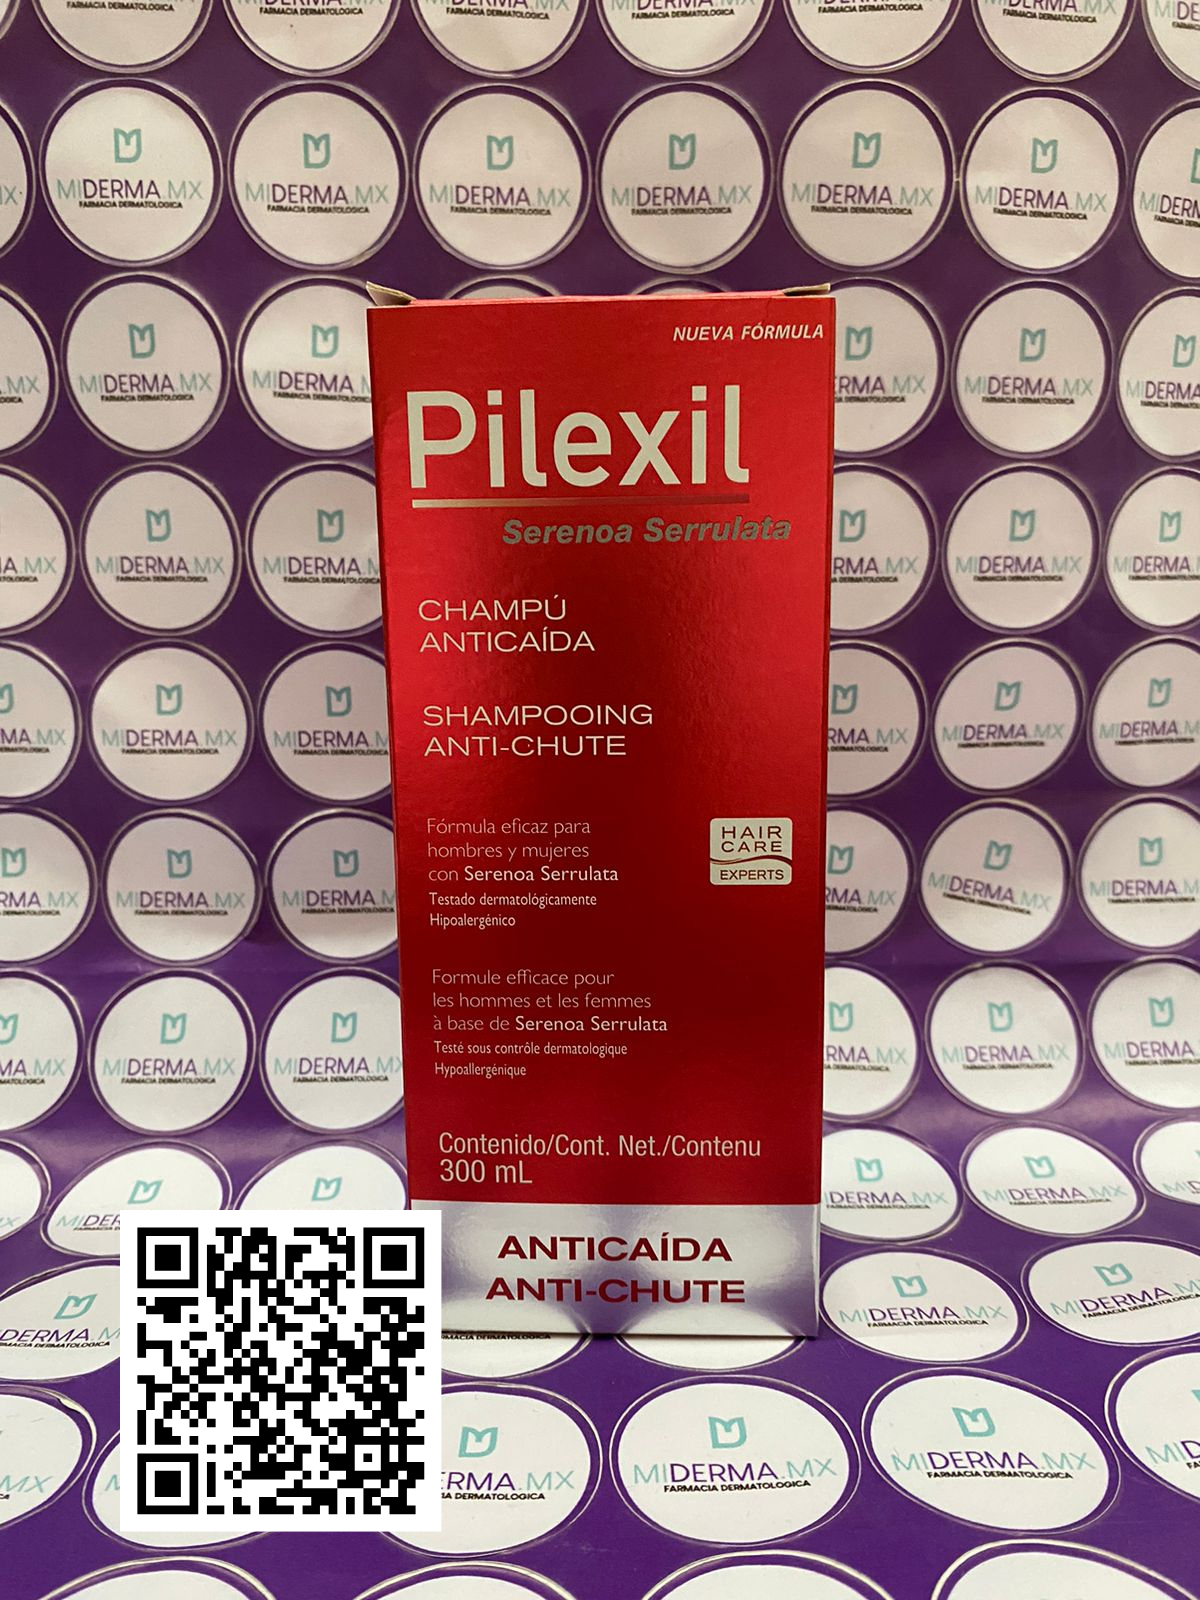 NUEVA FÓRMULA
Pilexil
Serenoa Serrulata
CHAMPÚ
ANTICAÍDA
SHAMPOOING
ANTI-CHUTE
Fórmula eficaz para
hombres y mujeres
con Serenoa Serrulata
Testado dermatológicamente
Hipoalergénico
HAIR
CARE
EXPERTS
Formule efficace pour
les hommes et les femmes
à base de Serenoa Serrulata
Testé sous contrôle dermatologique
Hypoallergénique
Contenido/Cont. Net./Contenu
300 mL
ANTICAÍDA
ANTI-CHUTE
MIDERMA.MX
FARMACIA DERMATOLOGICA